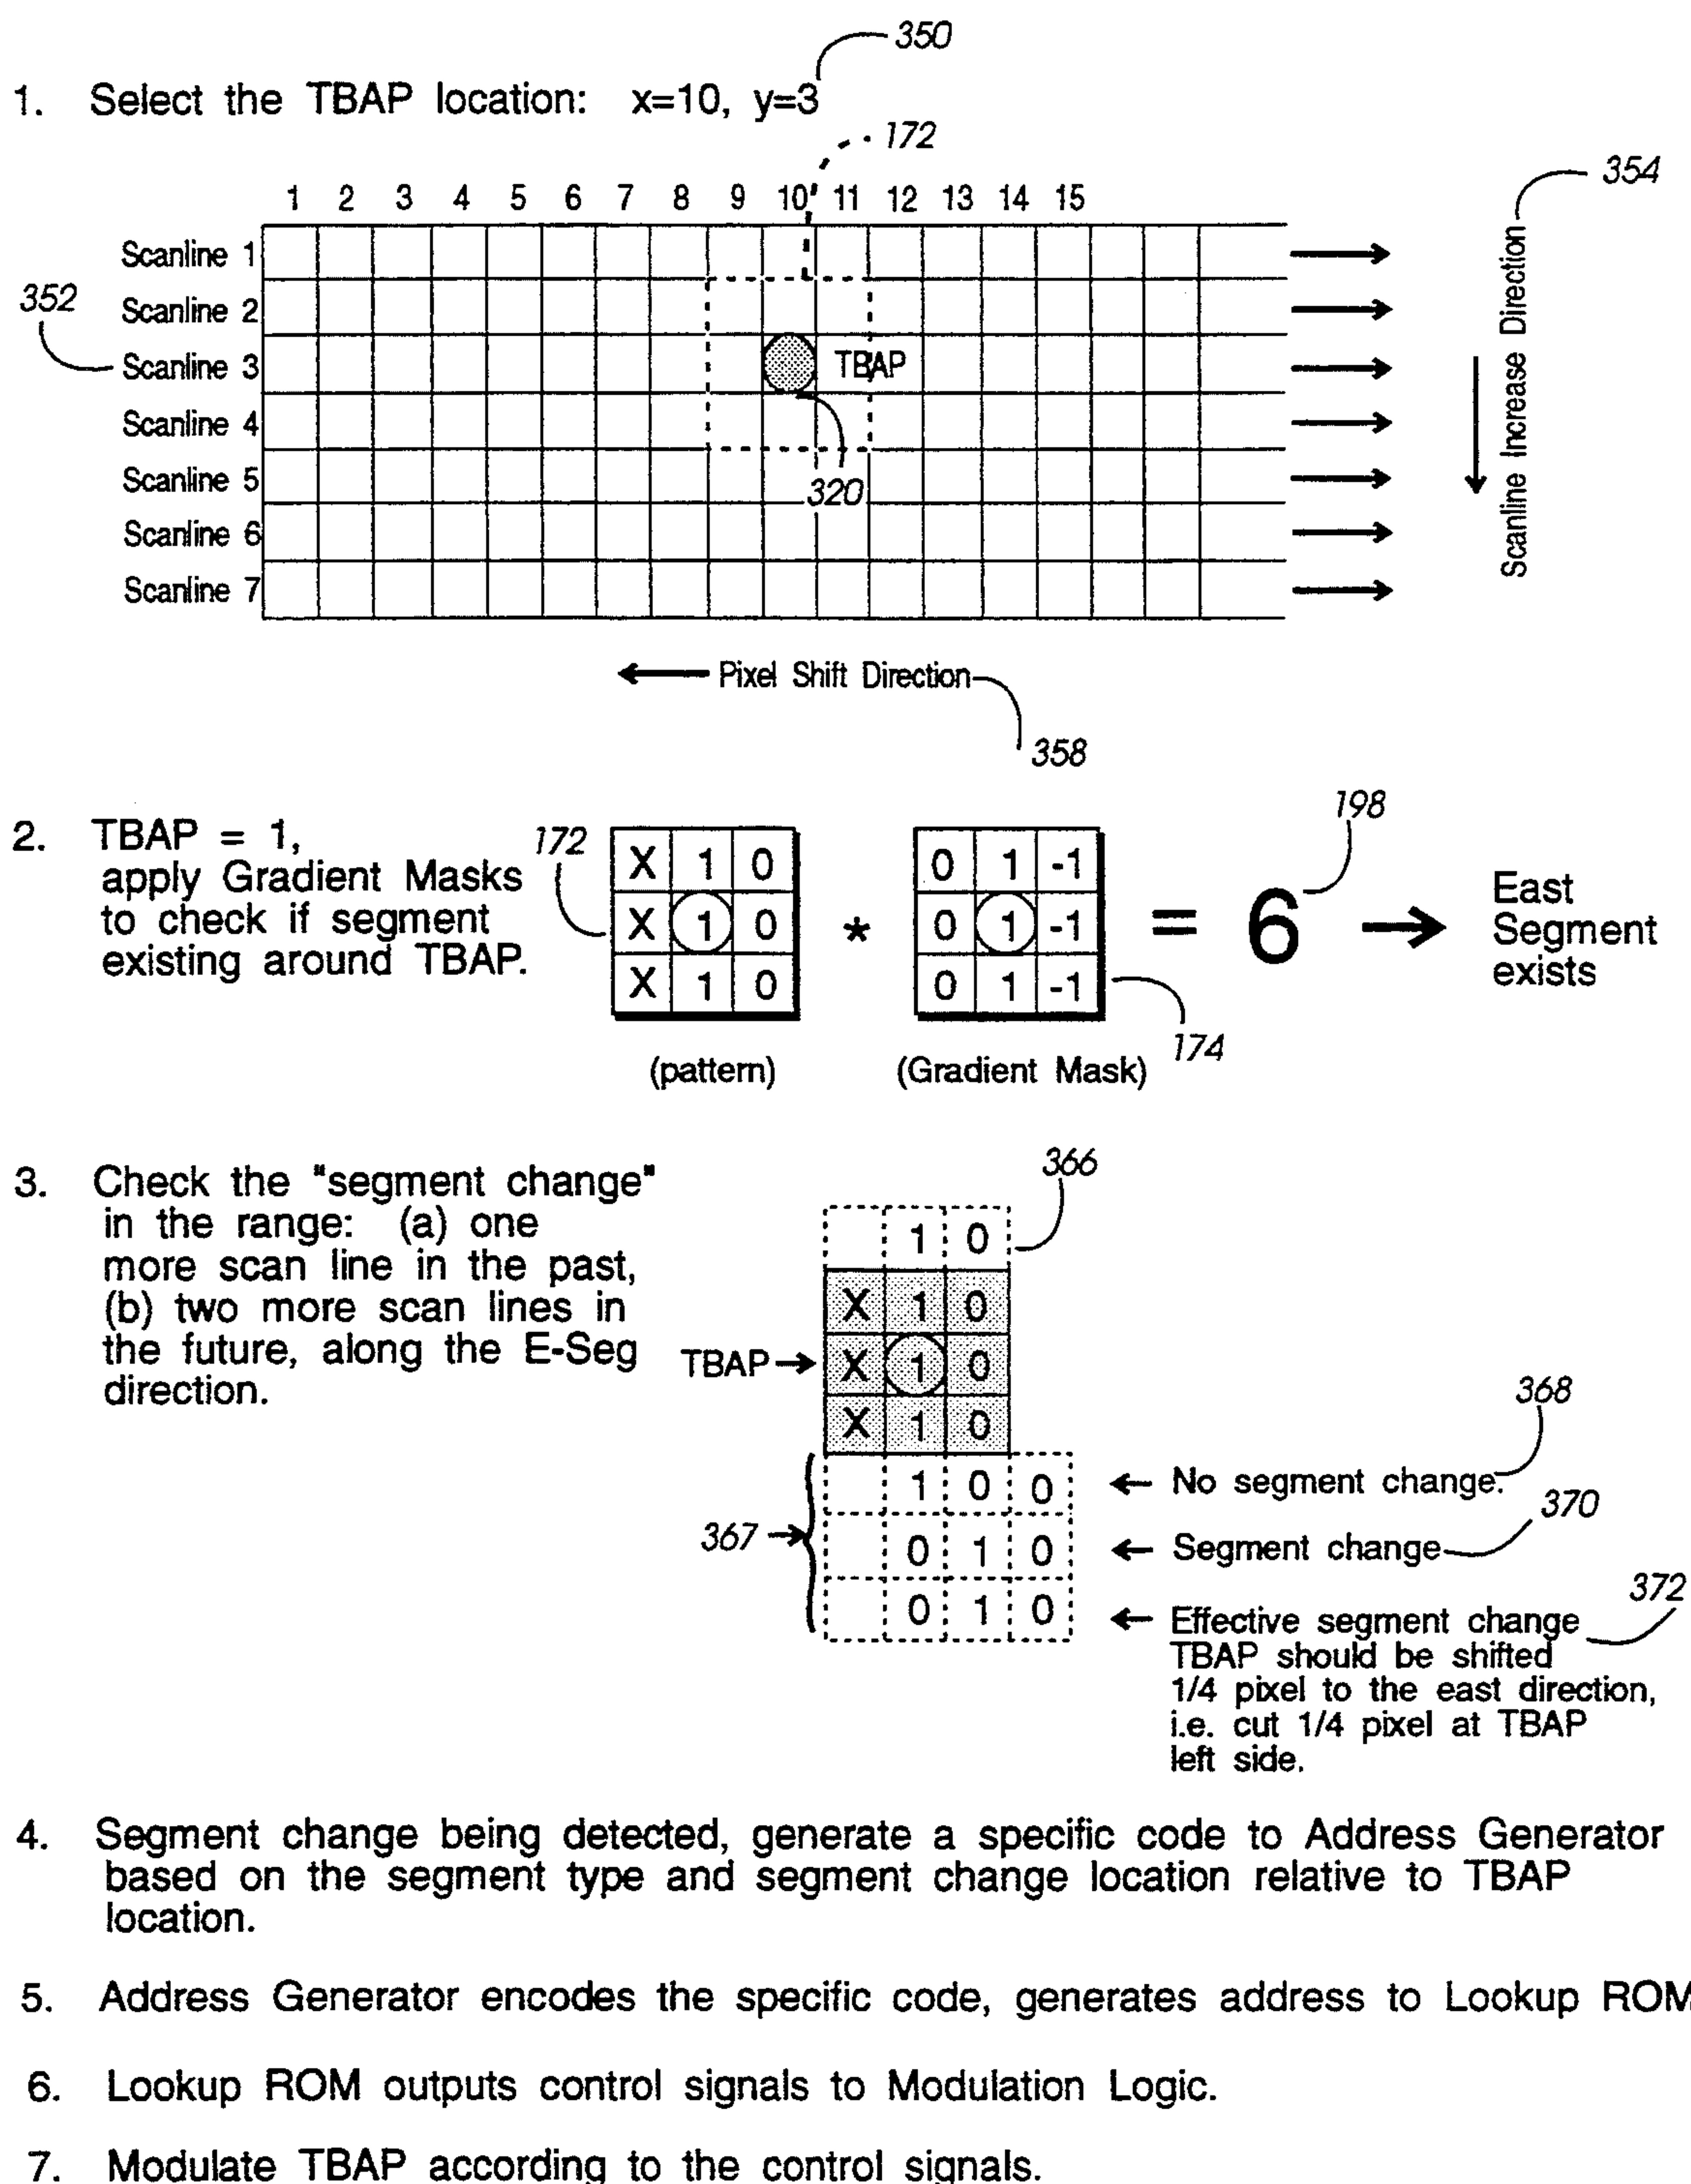 350
1. Select the TBAP location: x=10, y=3
172
354
1 2 3 4 5 6 7 8 9 10 11 12 13 14 15
Scanline 1
Scanline 2
352
Scanline 3 TBAP
Scanline 4
Scanline 5
320
Scanline 6
Scanline 7
Scanline Increase Direction
Pixel Shift Direction
358
2. TBAP = 1,
apply Gradient Masks
to check if segment
existing around TBAP.
172
X 1 0
X 1 0
X 1 0
(pattern)
*
0 1 -1
0 1 -1
0 1 -1
(Gradient Mask)
174
= 6
198
East
Segment
exists
3. Check the "segment change"
in the range: (a) one
more scan line in the past,
(b) two more scan lines in
the future, along the E-Seg
direction.
366
1 0
X 1 0
TBAP X 1 0
X 1 0
368
1 0 0 No segment change.
370
367
0 1 0 Segment change
372
0 1 0 Effective segment change
TBAP should be shifted
1/4 pixel to the east direction,
i.e. cut 1/4 pixel at TBAP
left side.
4. Segment change being detected, generate a specific code to Address Generator
based on the segment type and segment change location relative to TBAP
location.
5. Address Generator encodes the specific code, generates address to Lookup ROM
6. Lookup ROM outputs control signals to Modulation Logic.
7. Modulate TBAP according to the control signals.